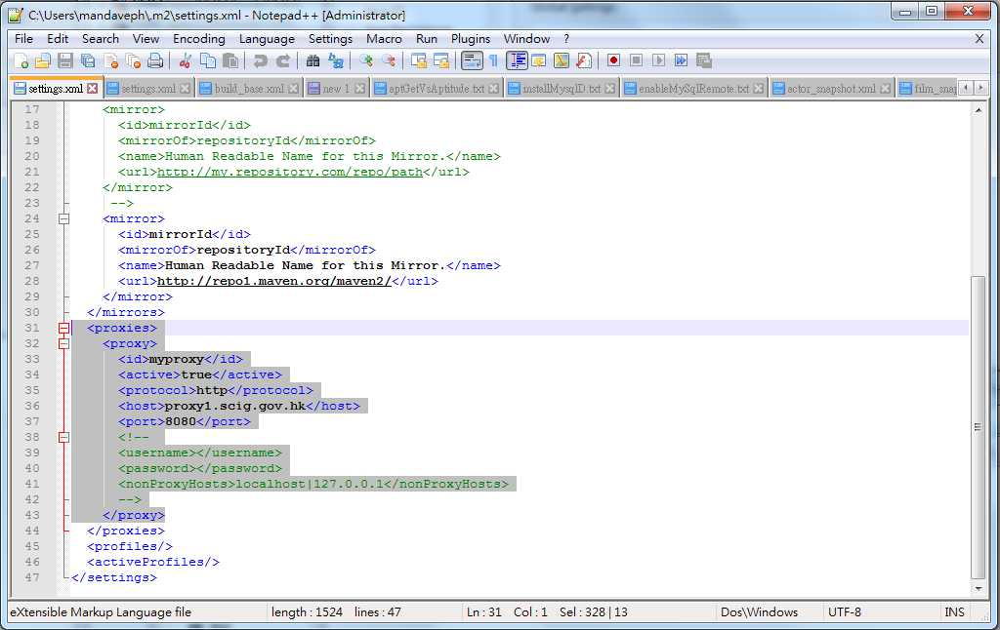 C:\Users\mandaveph\.m2\settings.xml - Notepad++ [Administrator]
File Edit Search View Encoding Language Settings Macro Run Plugins Window ? X
settings.xml settings.xml build_base.xml new 1 aptGetVsAptitude.txt installMysqlD.txt enableMySqlRemote.txt actor_snapshot.xml film_snap
17 <mirror>
18 <id>mirrorId</id>
19 <mirrorOf>repositoryId</mirrorOf>
20 <name>Human Readable Name for this Mirror.</name>
21 <url>http://my.repository.com/repo/path</url>
22 </mirror>
23 -->
24 <mirror>
25 <id>mirrorId</id>
26 <mirrorOf>repositoryId</mirrorOf>
27 <name>Human Readable Name for this Mirror.</name>
28 <url>http://repo1.maven.org/maven2/</url>
29 </mirror>
30 </mirrors>
31 <proxies>
32 <proxy>
33 <id>myproxy</id>
34 <active>true</active>
35 <protocol>http</protocol>
36 <host>proxy1.scig.gov.hk</host>
37 <port>8080</port>
38 <!--
39 <username></username>
40 <password></password>
41 <nonProxyHosts>localhost|127.0.0.1</nonProxyHosts>
42 -->
43 </proxy>
44 </proxies>
45 <profiles/>
46 <activeProfiles/>
47 </settings>
eXtensible Markup Language file length : 1524 lines : 47 Ln : 31 Col : 1 Sel : 328 | 13 Dos\Windows UTF-8 INS